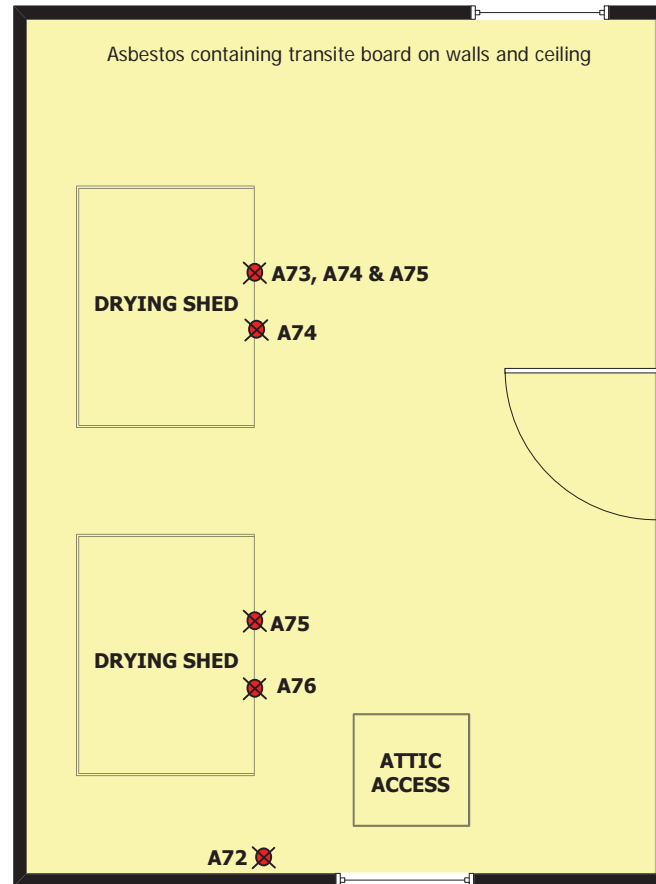 Asbestos containing transite board on walls and ceiling
A73, A74 & A75
DRYING SHED
A74
A75
DRYING SHED
A76
ATTIC
ACCESS
A72